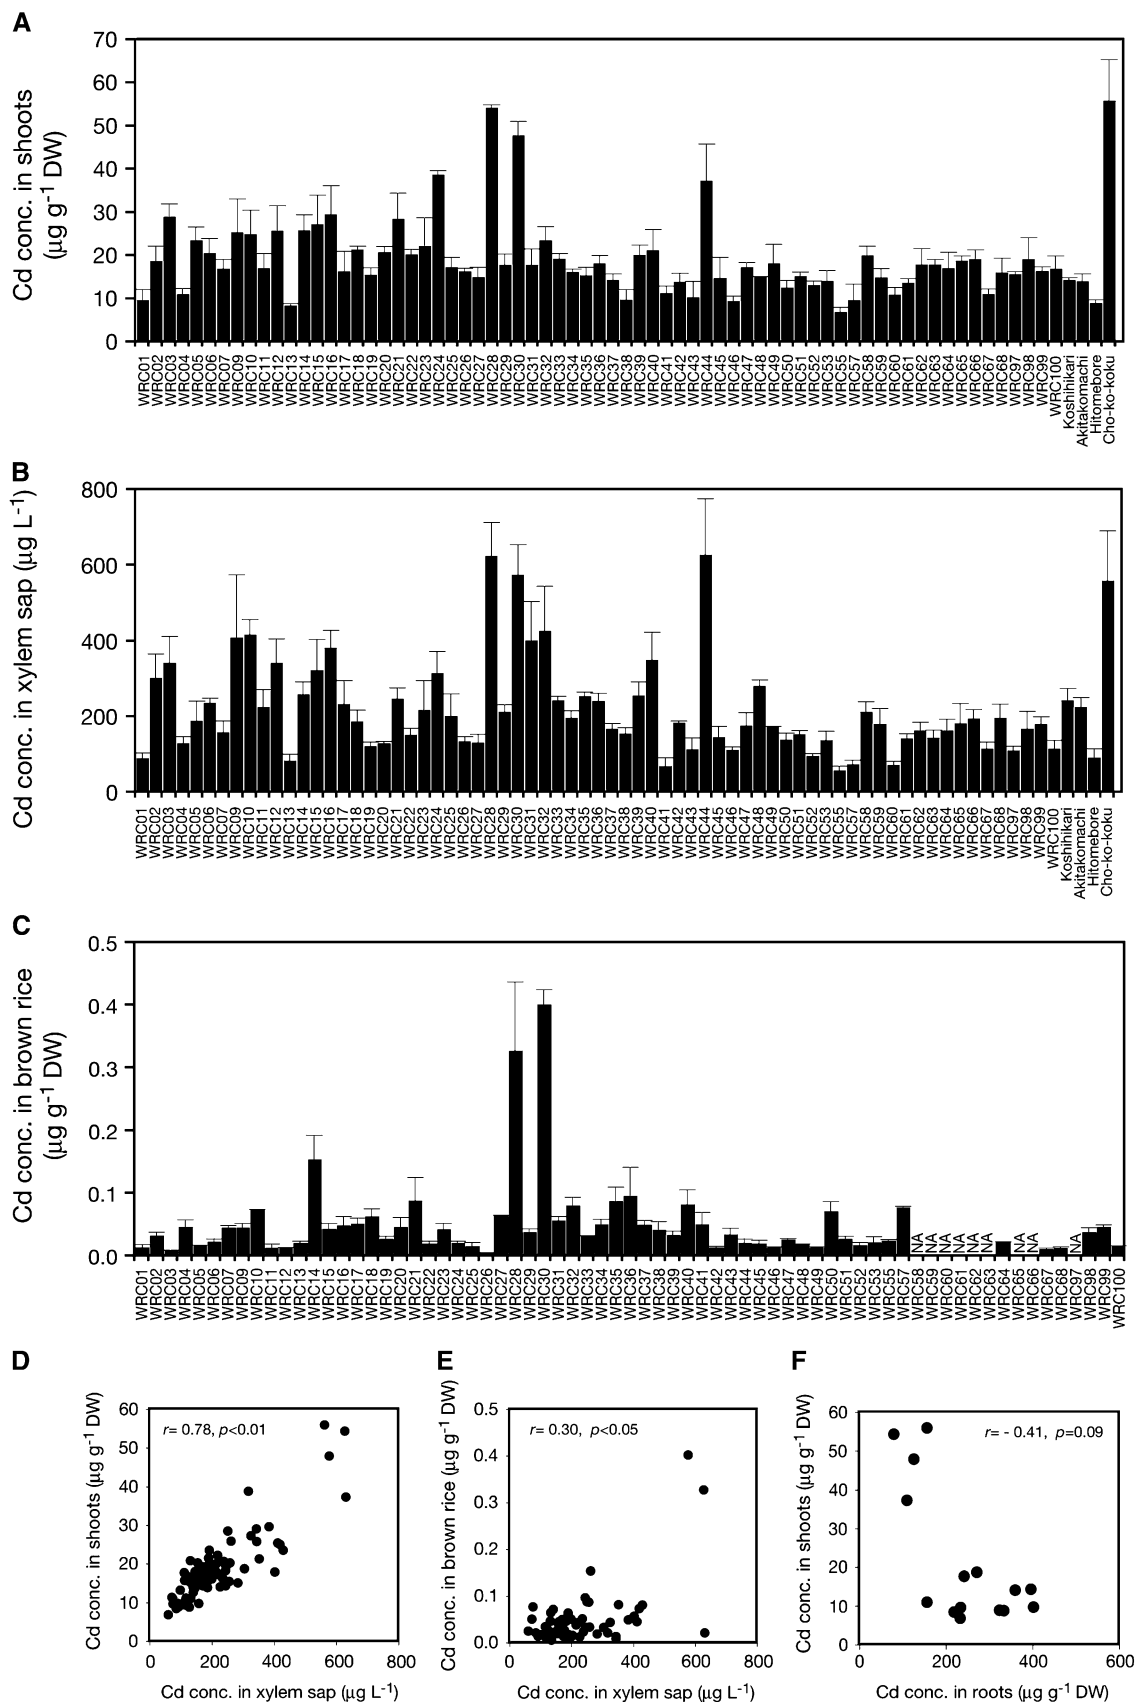 A
Cd conc. in shoots
(µg g⁻¹ DW)
70
60
50
40
30
20
10
0
WRC01 WRC02 WRC03 WRC04 WRC05 WRC06 WRC07 WRC09 WRC10 WRC11 WRC12 WRC13 WRC14 WRC15 WRC16 WRC17 WRC18 WRC19 WRC20 WRC21 WRC22 WRC23 WRC24 WRC25 WRC26 WRC27 WRC28 WRC29 WRC30 WRC31 WRC32 WRC33 WRC34 WRC35 WRC36 WRC37 WRC38 WRC39 WRC40 WRC41 WRC42 WRC43 WRC44 WRC45 WRC46 WRC47 WRC48 WRC49 WRC50 WRC51 WRC52 WRC53 WRC55 WRC57 WRC58 WRC59 WRC60 WRC61 WRC62 WRC63 WRC64 WRC65 WRC66 WRC67 WRC68 WRC97 WRC98 WRC99 WRC100 Koshihikari Akitakomachi Hitomebore Cho-ko-koku
B
Cd conc. in xylem sap (µg L⁻¹)
800
600
400
200
0
WRC01 WRC02 WRC03 WRC04 WRC05 WRC06 WRC07 WRC09 WRC10 WRC11 WRC12 WRC13 WRC14 WRC15 WRC16 WRC17 WRC18 WRC19 WRC20 WRC21 WRC22 WRC23 WRC24 WRC25 WRC26 WRC27 WRC28 WRC29 WRC30 WRC31 WRC32 WRC33 WRC34 WRC35 WRC36 WRC37 WRC38 WRC39 WRC40 WRC41 WRC42 WRC43 WRC44 WRC45 WRC46 WRC47 WRC48 WRC49 WRC50 WRC51 WRC52 WRC53 WRC55 WRC57 WRC58 WRC59 WRC60 WRC61 WRC62 WRC63 WRC64 WRC65 WRC66 WRC67 WRC68 WRC97 WRC98 WRC99 WRC100 Koshihikari Akitakomachi Hitomebore Cho-ko-koku
C
Cd conc. in brown rice
(µg g⁻¹ DW)
0.5
0.4
0.3
0.2
0.1
0.0
NA NA NA NA NA NA NA NA NA
WRC01 WRC02 WRC03 WRC04 WRC05 WRC06 WRC07 WRC09 WRC10 WRC11 WRC12 WRC13 WRC14 WRC15 WRC16 WRC17 WRC18 WRC19 WRC20 WRC21 WRC22 WRC23 WRC24 WRC25 WRC26 WRC27 WRC28 WRC29 WRC30 WRC31 WRC32 WRC33 WRC34 WRC35 WRC36 WRC37 WRC38 WRC39 WRC40 WRC41 WRC42 WRC43 WRC44 WRC45 WRC46 WRC47 WRC48 WRC49 WRC50 WRC51 WRC52 WRC53 WRC55 WRC57 WRC58 WRC59 WRC60 WRC61 WRC62 WRC63 WRC64 WRC65 WRC66 WRC67 WRC68 WRC97 WRC98 WRC99 WRC100
D
Cd conc. in shoots (µg g⁻¹ DW)
60
50
40
30
20
10
0
r= 0.78, p<0.01
0 200 400 600 800
Cd conc. in xylem sap (µg L⁻¹)
E
Cd conc. in brown rice (µg g⁻¹ DW)
0.5
0.4
0.3
0.2
0.1
0.0
r= 0.30, p<0.05
0 200 400 600 800
Cd conc. in xylem sap (µg L⁻¹)
F
Cd conc. in shoots (µg g⁻¹ DW)
60
50
40
30
20
10
0
r= - 0.41, p=0.09
0 200 400 600
Cd conc. in roots (µg g⁻¹ DW)